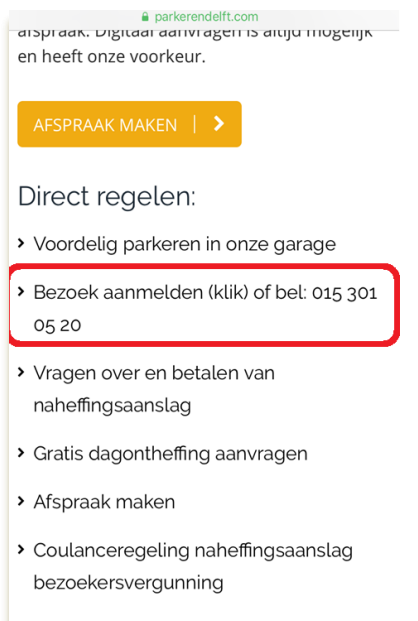 parkerendelft.com
afspraak. Digitaal aanvragen is altijd mogelijk
en heeft onze voorkeur.
AFSPRAAK MAKEN
Direct regelen:
Voordelig parkeren in onze garage
Bezoek aanmelden (klik) of bel: 015 301
05 20
Vragen over en betalen van
naheffingsaanslag
Gratis dagontheffing aanvragen
Afspraak maken
Coulanceregeling naheffingsaanslag
bezoekersvergunning